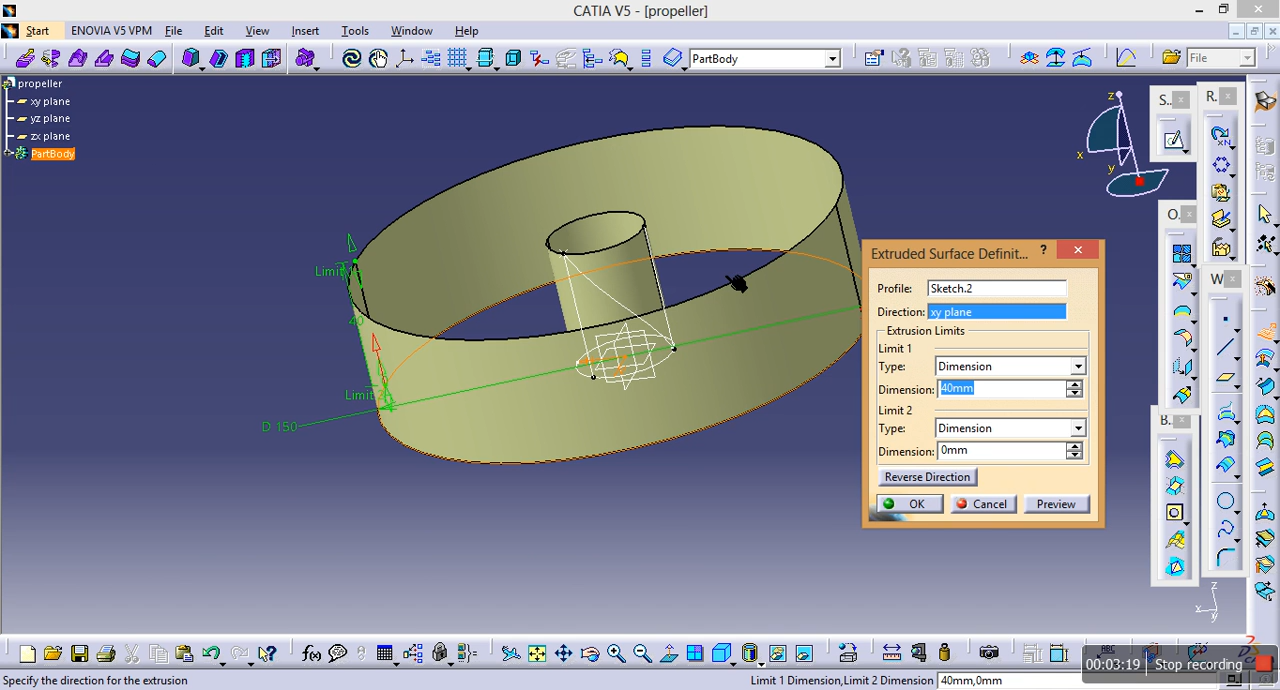 CATIA V5 - [propeller]
Start ENOVIA V5 VPM File Edit View Insert Tools Window Help
PartBody
File
propeller
xy plane
yz plane
zx plane
PartBody
S...
R..
O..
W
B..
z
x
y
Limit
40
0
Limit
D 150
Extruded Surface Definit... ?
Profile: Sketch.2
Direction: xy plane
Extrusion Limits
Limit 1
Type: Dimension
Dimension: 40mm
Limit 2
Type: Dimension
Dimension: 0mm
Reverse Direction
OK Cancel Preview
z
x
y
f(x)
00:03:19 Stop recording
Specify the direction for the extrusion
Limit 1 Dimension,Limit 2 Dimension 40mm,0mm